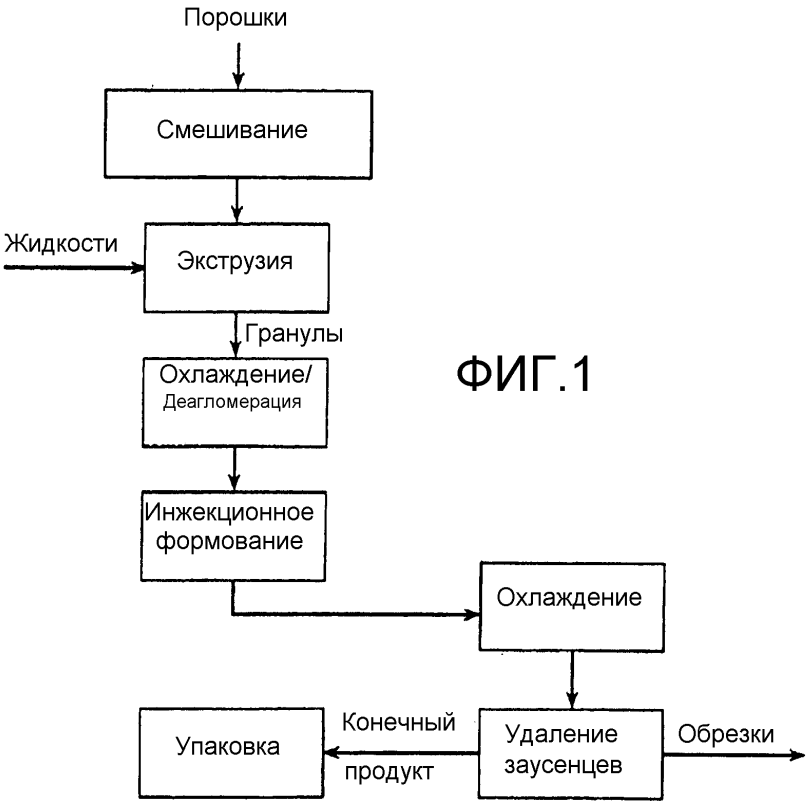 Порошки
Смешивание
Жидкости
Экструзия
Гранулы
Охлаждение/
Деагломерация
ФИГ.1
Инжекционное
формование
Охлаждение
Упаковка
Конечный
продукт
Удаление
заусенцев
Обрезки